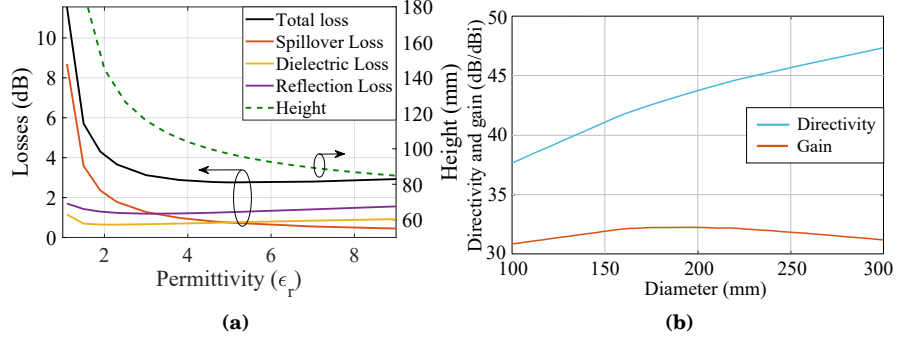 Total loss
Spillover Loss
Dielectric Loss
Reflection Loss
Height
Losses (dB)
10
8
6
4
2
0
2
4
6
8
Permittivity (ϵr)
180
160
140
120
100
80
60
Height (mm)
(a)
Directivity and gain (dB/dBi)
50
45
40
35
30
Directivity
Gain
100
150
200
250
300
Diameter (mm)
(b)